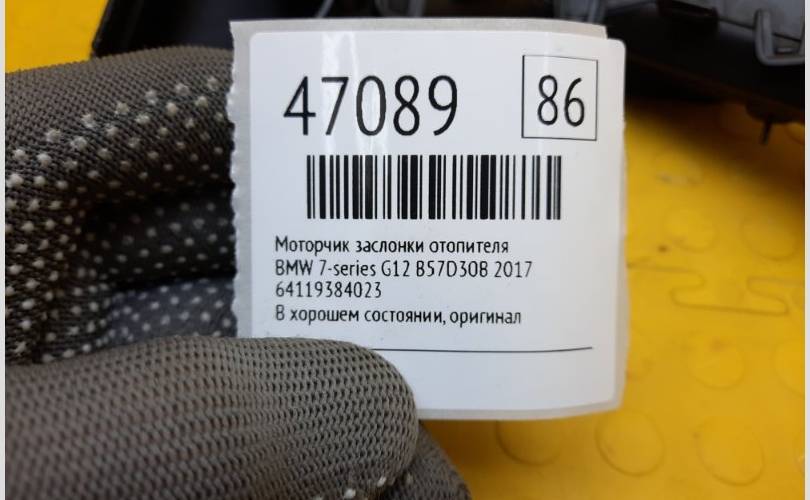 47089 86
Моторчик заслонки отопителя
BMW 7-series G12 B57D30B 2017
64119384023
В хорошем состоянии, оригинал